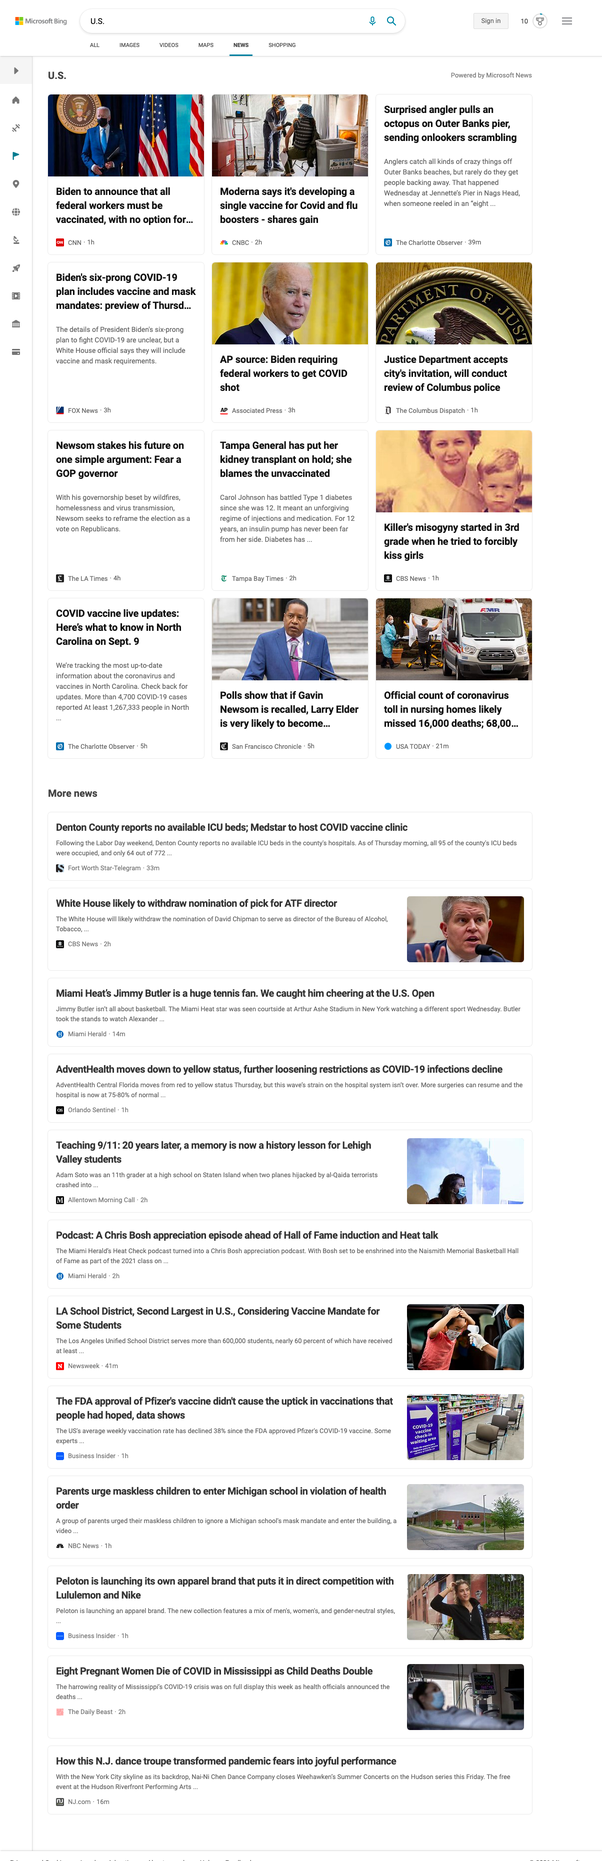 Microsoft Bing
U.S.
Sign in
10
ALL
IMAGES
VIDEOS
MAPS
NEWS
SHOPPING
U.S.
Powered by Microsoft News
Biden to announce that all
federal workers must be
vaccinated, with no option for...
CNN · 1h
Moderna says it's developing a
single vaccine for Covid and flu
boosters - shares gain
CNBC · 2h
Surprised angler pulls an
octopus on Outer Banks pier,
sending onlookers scrambling
Anglers catch all kinds of crazy things off
Outer Banks beaches, but rarely do they get
people backing away. That happened
Wednesday at Jennette's Pier in Nags Head,
when someone reeled in an "eight ...
The Charlotte Observer · 39m
Biden's six-prong COVID-19
plan includes vaccine and mask
mandates: preview of Thursd...
The details of President Biden's six-prong
plan to fight COVID-19 are unclear, but a
White House official says they will include
vaccine and mask requirements.
FOX News · 3h
AP source: Biden requiring
federal workers to get COVID
shot
AP
Associated Press · 3h
PARTMENT OF JUST
Justice Department accepts
city's invitation, will conduct
review of Columbus police
The Columbus Dispatch · 1h
Newsom stakes his future on
one simple argument: Fear a
GOP governor
With his governorship beset by wildfires,
homelessness and virus transmission,
Newsom seeks to reframe the election as a
vote on Republicans.
The LA Times · 4h
Tampa General has put her
kidney transplant on hold; she
blames the unvaccinated
Carol Johnson has battled Type 1 diabetes
since she was 12. It meant an unforgiving
regime of injections and medication. For 12
years, an insulin pump has never been far
from her side. Diabetes has ...
Tampa Bay Times · 2h
Killer's misogyny started in 3rd
grade when he tried to forcibly
kiss girls
CBS News · 1h
COVID vaccine live updates:
Here's what to know in North
Carolina on Sept. 9
We're tracking the most up-to-date
information about the coronavirus and
vaccines in North Carolina. Check back for
updates. More than 4,700 COVID-19 cases
reported At least 1,267,333 people in North
...
The Charlotte Observer · 5h
Polls show that if Gavin
Newsom is recalled, Larry Elder
is very likely to become...
San Francisco Chronicle · 5h
AMR
Official count of coronavirus
toll in nursing homes likely
missed 16,000 deaths; 68,00...
USA TODAY · 21m
More news
Denton County reports no available ICU beds; Medstar to host COVID vaccine clinic
Following the Labor Day weekend, Denton County reports no available ICU beds in the county's hospitals. As of Thursday morning, all 95 of the county's ICU beds
were occupied, and only 64 out of 772 ...
Fort Worth Star-Telegram · 33m
White House likely to withdraw nomination of pick for ATF director
The White House will likely withdraw the nomination of David Chipman to serve as director of the Bureau of Alcohol,
Tobacco, ...
CBS News · 2h
Miami Heat's Jimmy Butler is a huge tennis fan. We caught him cheering at the U.S. Open
Jimmy Butler isn't all about basketball. The Miami Heat star was seen courtside at Arthur Ashe Stadium in New York watching a different sport Wednesday. Butler
took the stands to watch Alexander ...
Miami Herald · 14m
AdventHealth moves down to yellow status, further loosening restrictions as COVID-19 infections decline
AdventHealth Central Florida moves from red to yellow status Thursday, but this wave's strain on the hospital system isn't over. More surgeries can resume and the
hospital is now at 75-80% of normal ...
Orlando Sentinel · 1h
Teaching 9/11: 20 years later, a memory is now a history lesson for Lehigh
Valley students
Adam Soto was an 11th grader at a high school on Staten Island when two planes hijacked by al-Qaida terrorists
crashed into ...
Allentown Morning Call · 2h
Podcast: A Chris Bosh appreciation episode ahead of Hall of Fame induction and Heat talk
The Miami Herald's Heat Check podcast turned into a Chris Bosh appreciation podcast. With Bosh set to be enshrined into the Naismith Memorial Basketball Hall
of Fame as part of the 2021 class on ...
Miami Herald · 2h
LA School District, Second Largest in U.S., Considering Vaccine Mandate for
Some Students
The Los Angeles Unified School District serves more than 600,000 students, nearly 60 percent of which have received
at least ...
Newsweek · 41m
The FDA approval of Pfizer's vaccine didn't cause the uptick in vaccinations that
people had hoped, data shows
The US's average weekly vaccination rate has declined 38% since the FDA approved Pfizer's COVID-19 vaccine. Some
experts ...
Business Insider · 1h
COVID-19
vaccine
check-in
waiting
area
Parents urge maskless children to enter Michigan school in violation of health
order
A group of parents urged their maskless children to ignore a Michigan school's mask mandate and enter the building, a
video ...
NBC News · 1h
Peloton is launching its own apparel brand that puts it in direct competition with
Lululemon and Nike
Peloton is launching an apparel brand. The new collection features a mix of men's, women's, and gender-neutral styles,
...
Business Insider · 1h
Eight Pregnant Women Die of COVID in Mississippi as Child Deaths Double
The harrowing reality of Mississippi's COVID-19 crisis was on full display this week as health officials announced the
deaths ...
The Daily Beast · 2h
How this N.J. dance troupe transformed pandemic fears into joyful performance
With the New York City skyline as its backdrop, Nai-Ni Chen Dance Company closes Weehawken's Summer Concerts on the Hudson series this Friday. The free
event at the Hudson Riverfront Performing Arts ...
NJ.com · 16m